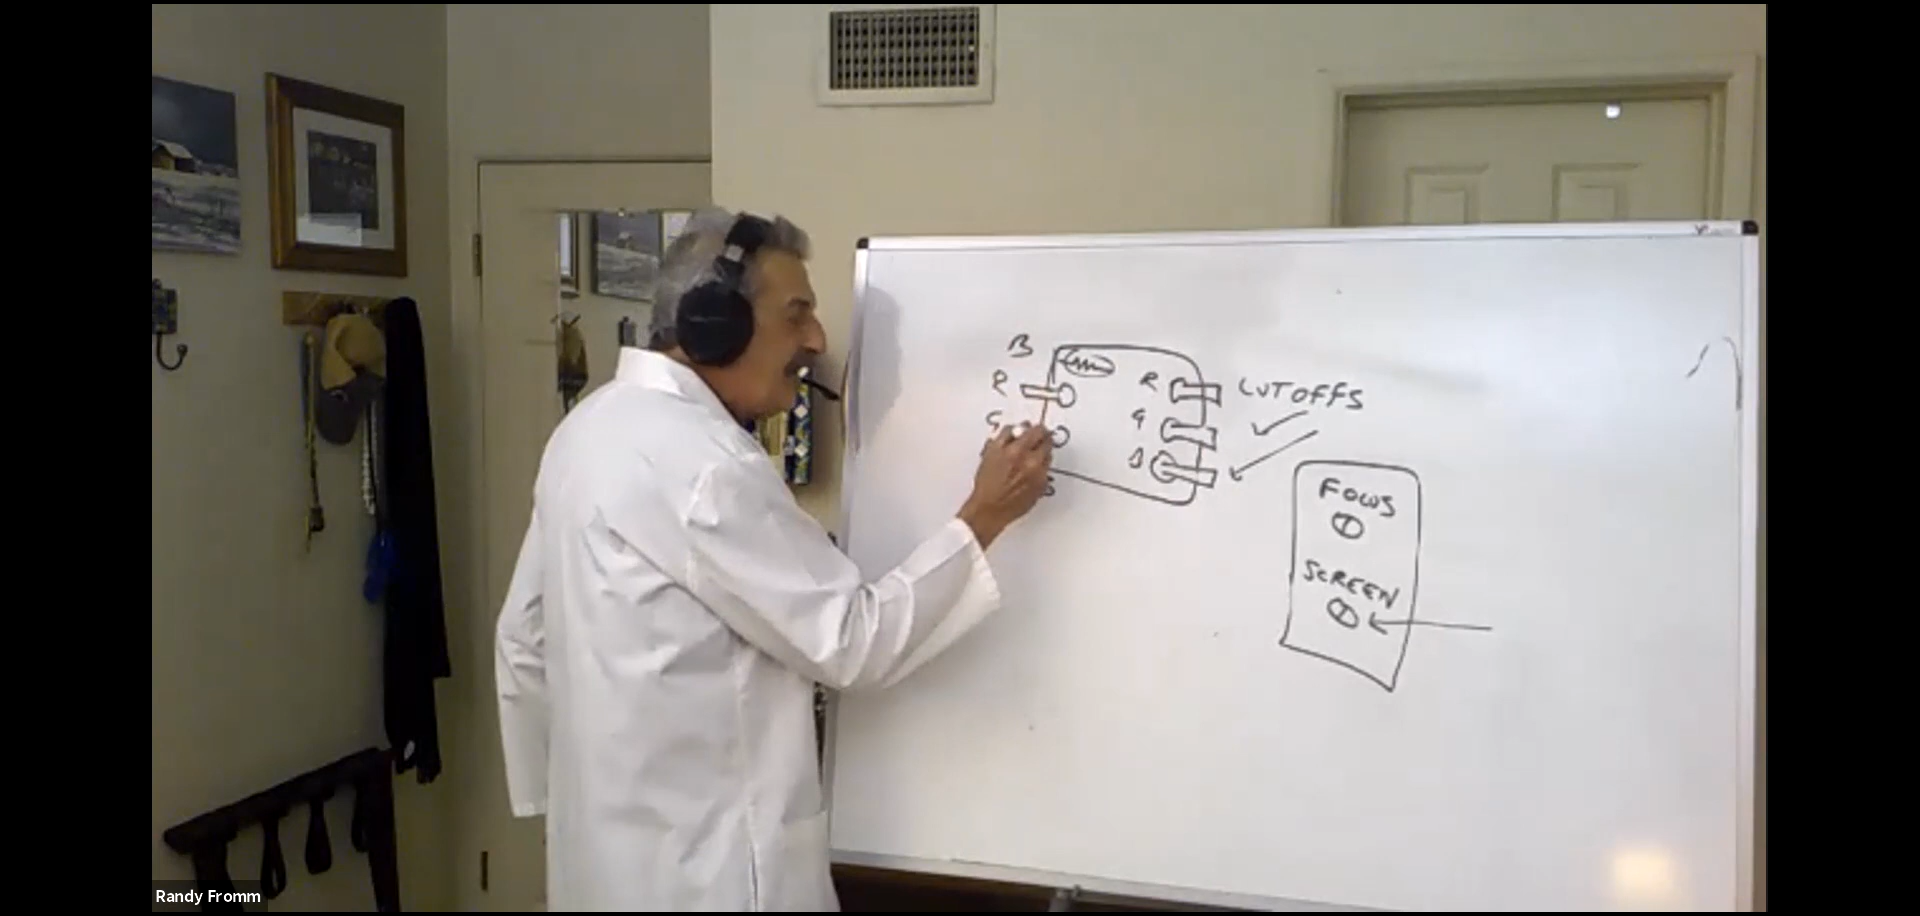 B
R R CUTOFFS
G G
B
FOCUS
SCREEN
Randy Fromm